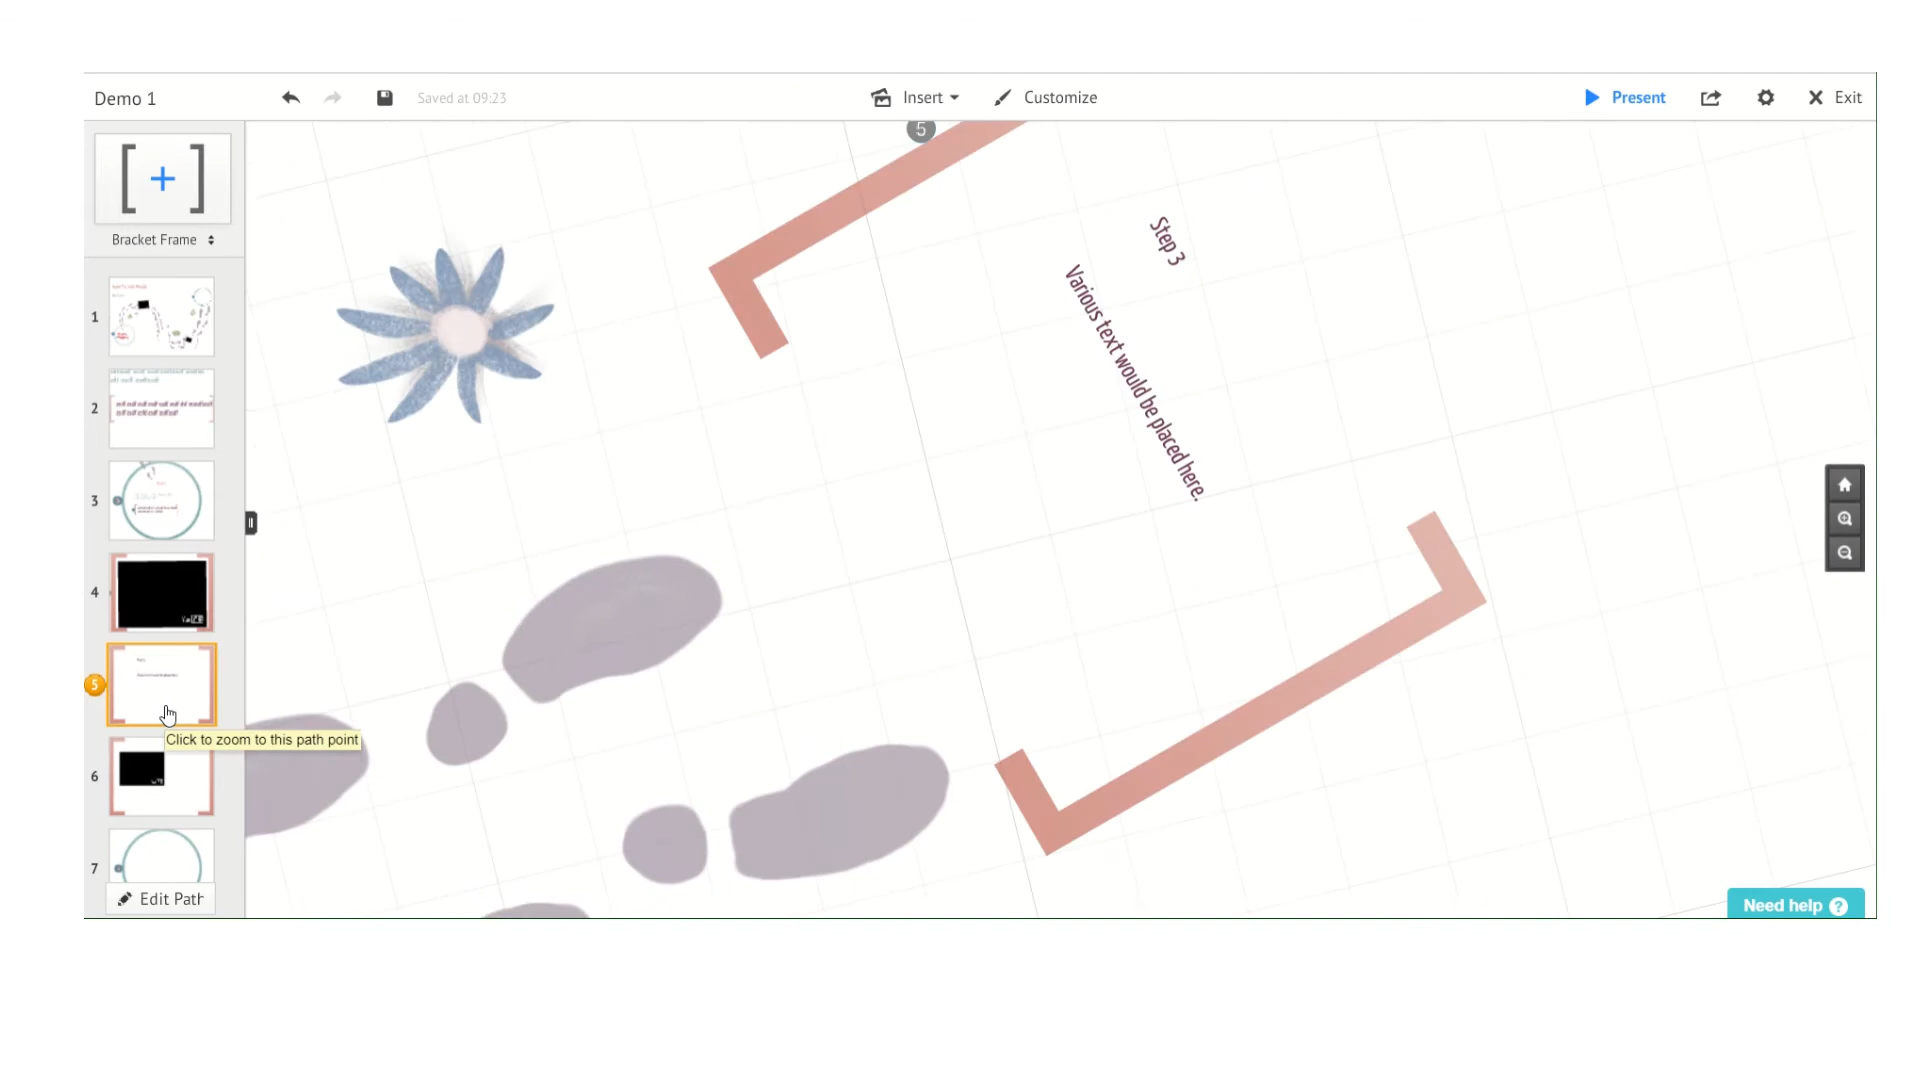 Demo 1
Saved at 09:23
Insert
Customize
Present
Exit
5
Bracket Frame
1
2
3
4
5
6
7
Click to zoom to this path point
Edit Path
Step 3
Various text would be placed here.
Need help ?